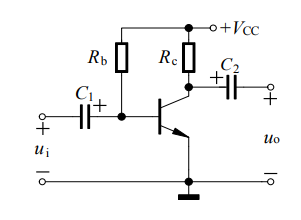 +VCC
Rb Rc
C1 + + C2
+ +
ui uo
− −